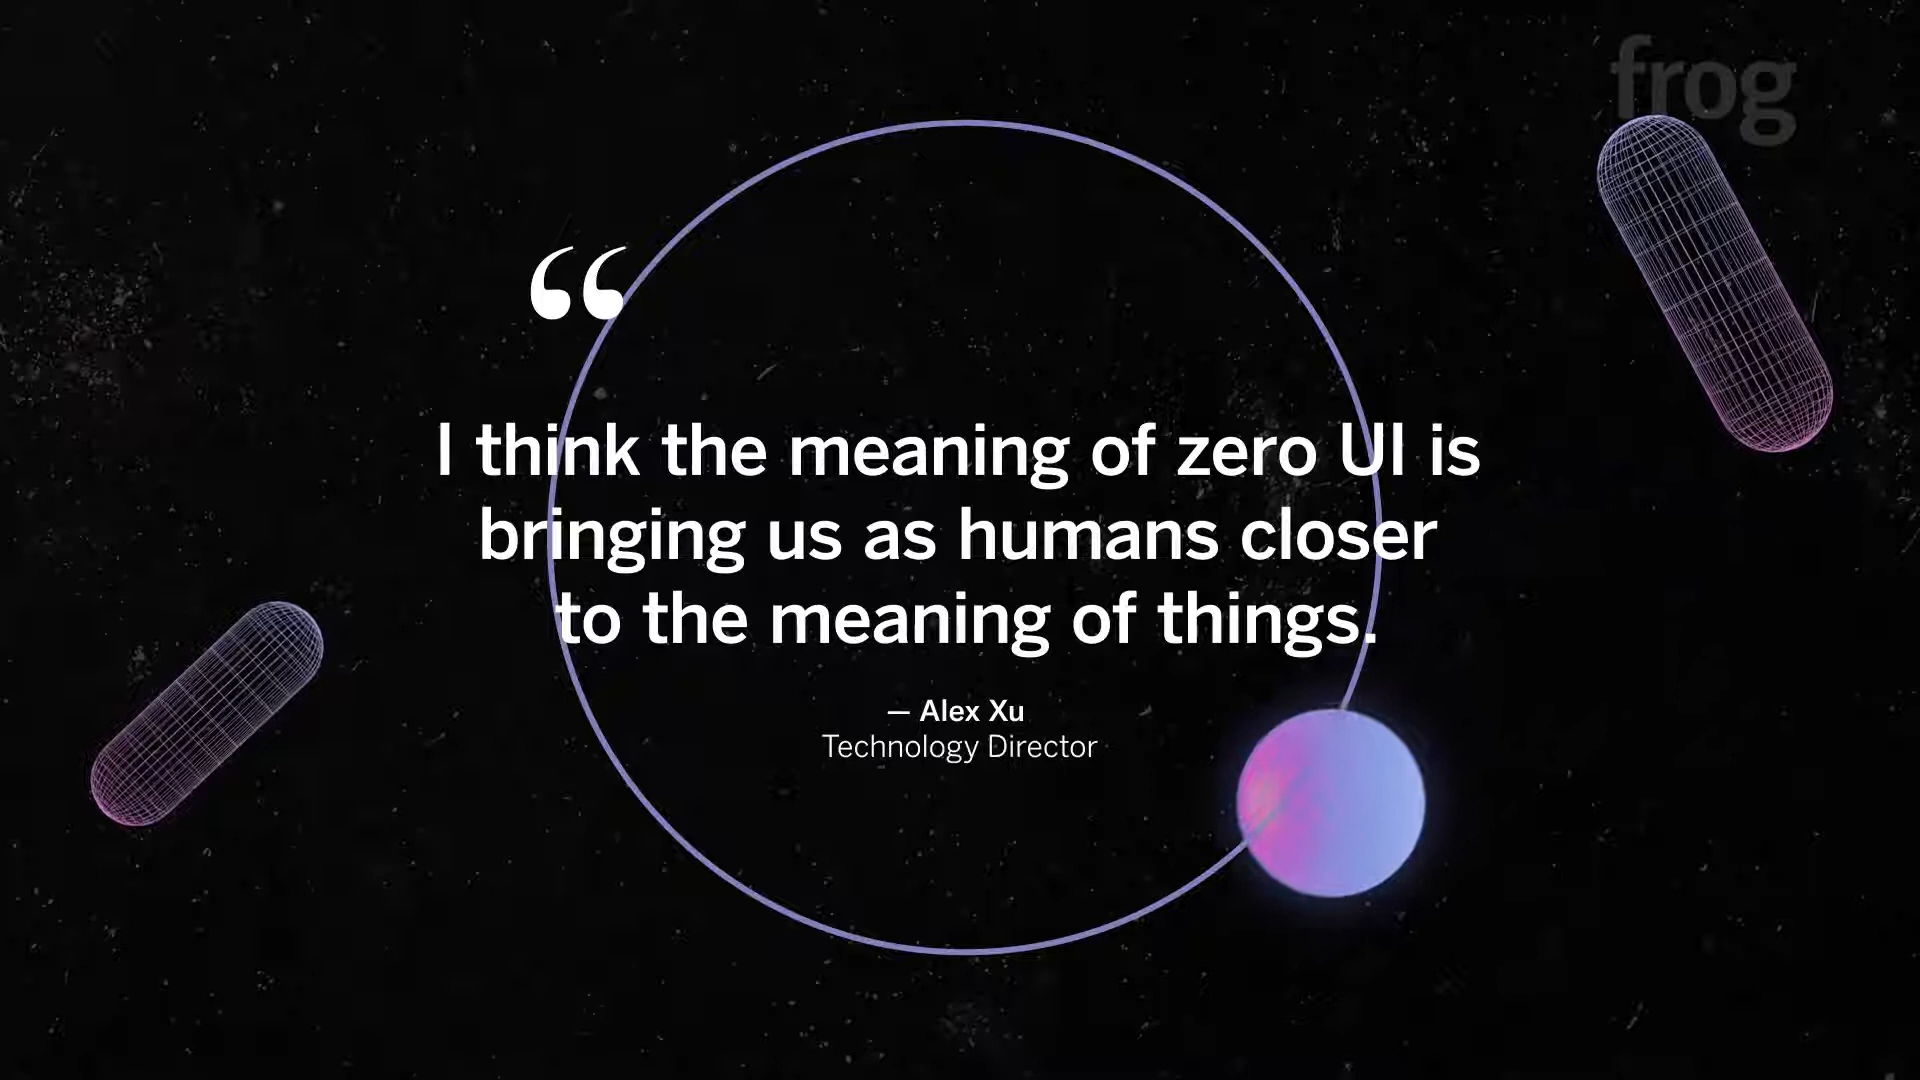 frog
“
I think the meaning of zero UI is
bringing us as humans closer
to the meaning of things.
— Alex Xu
Technology Director